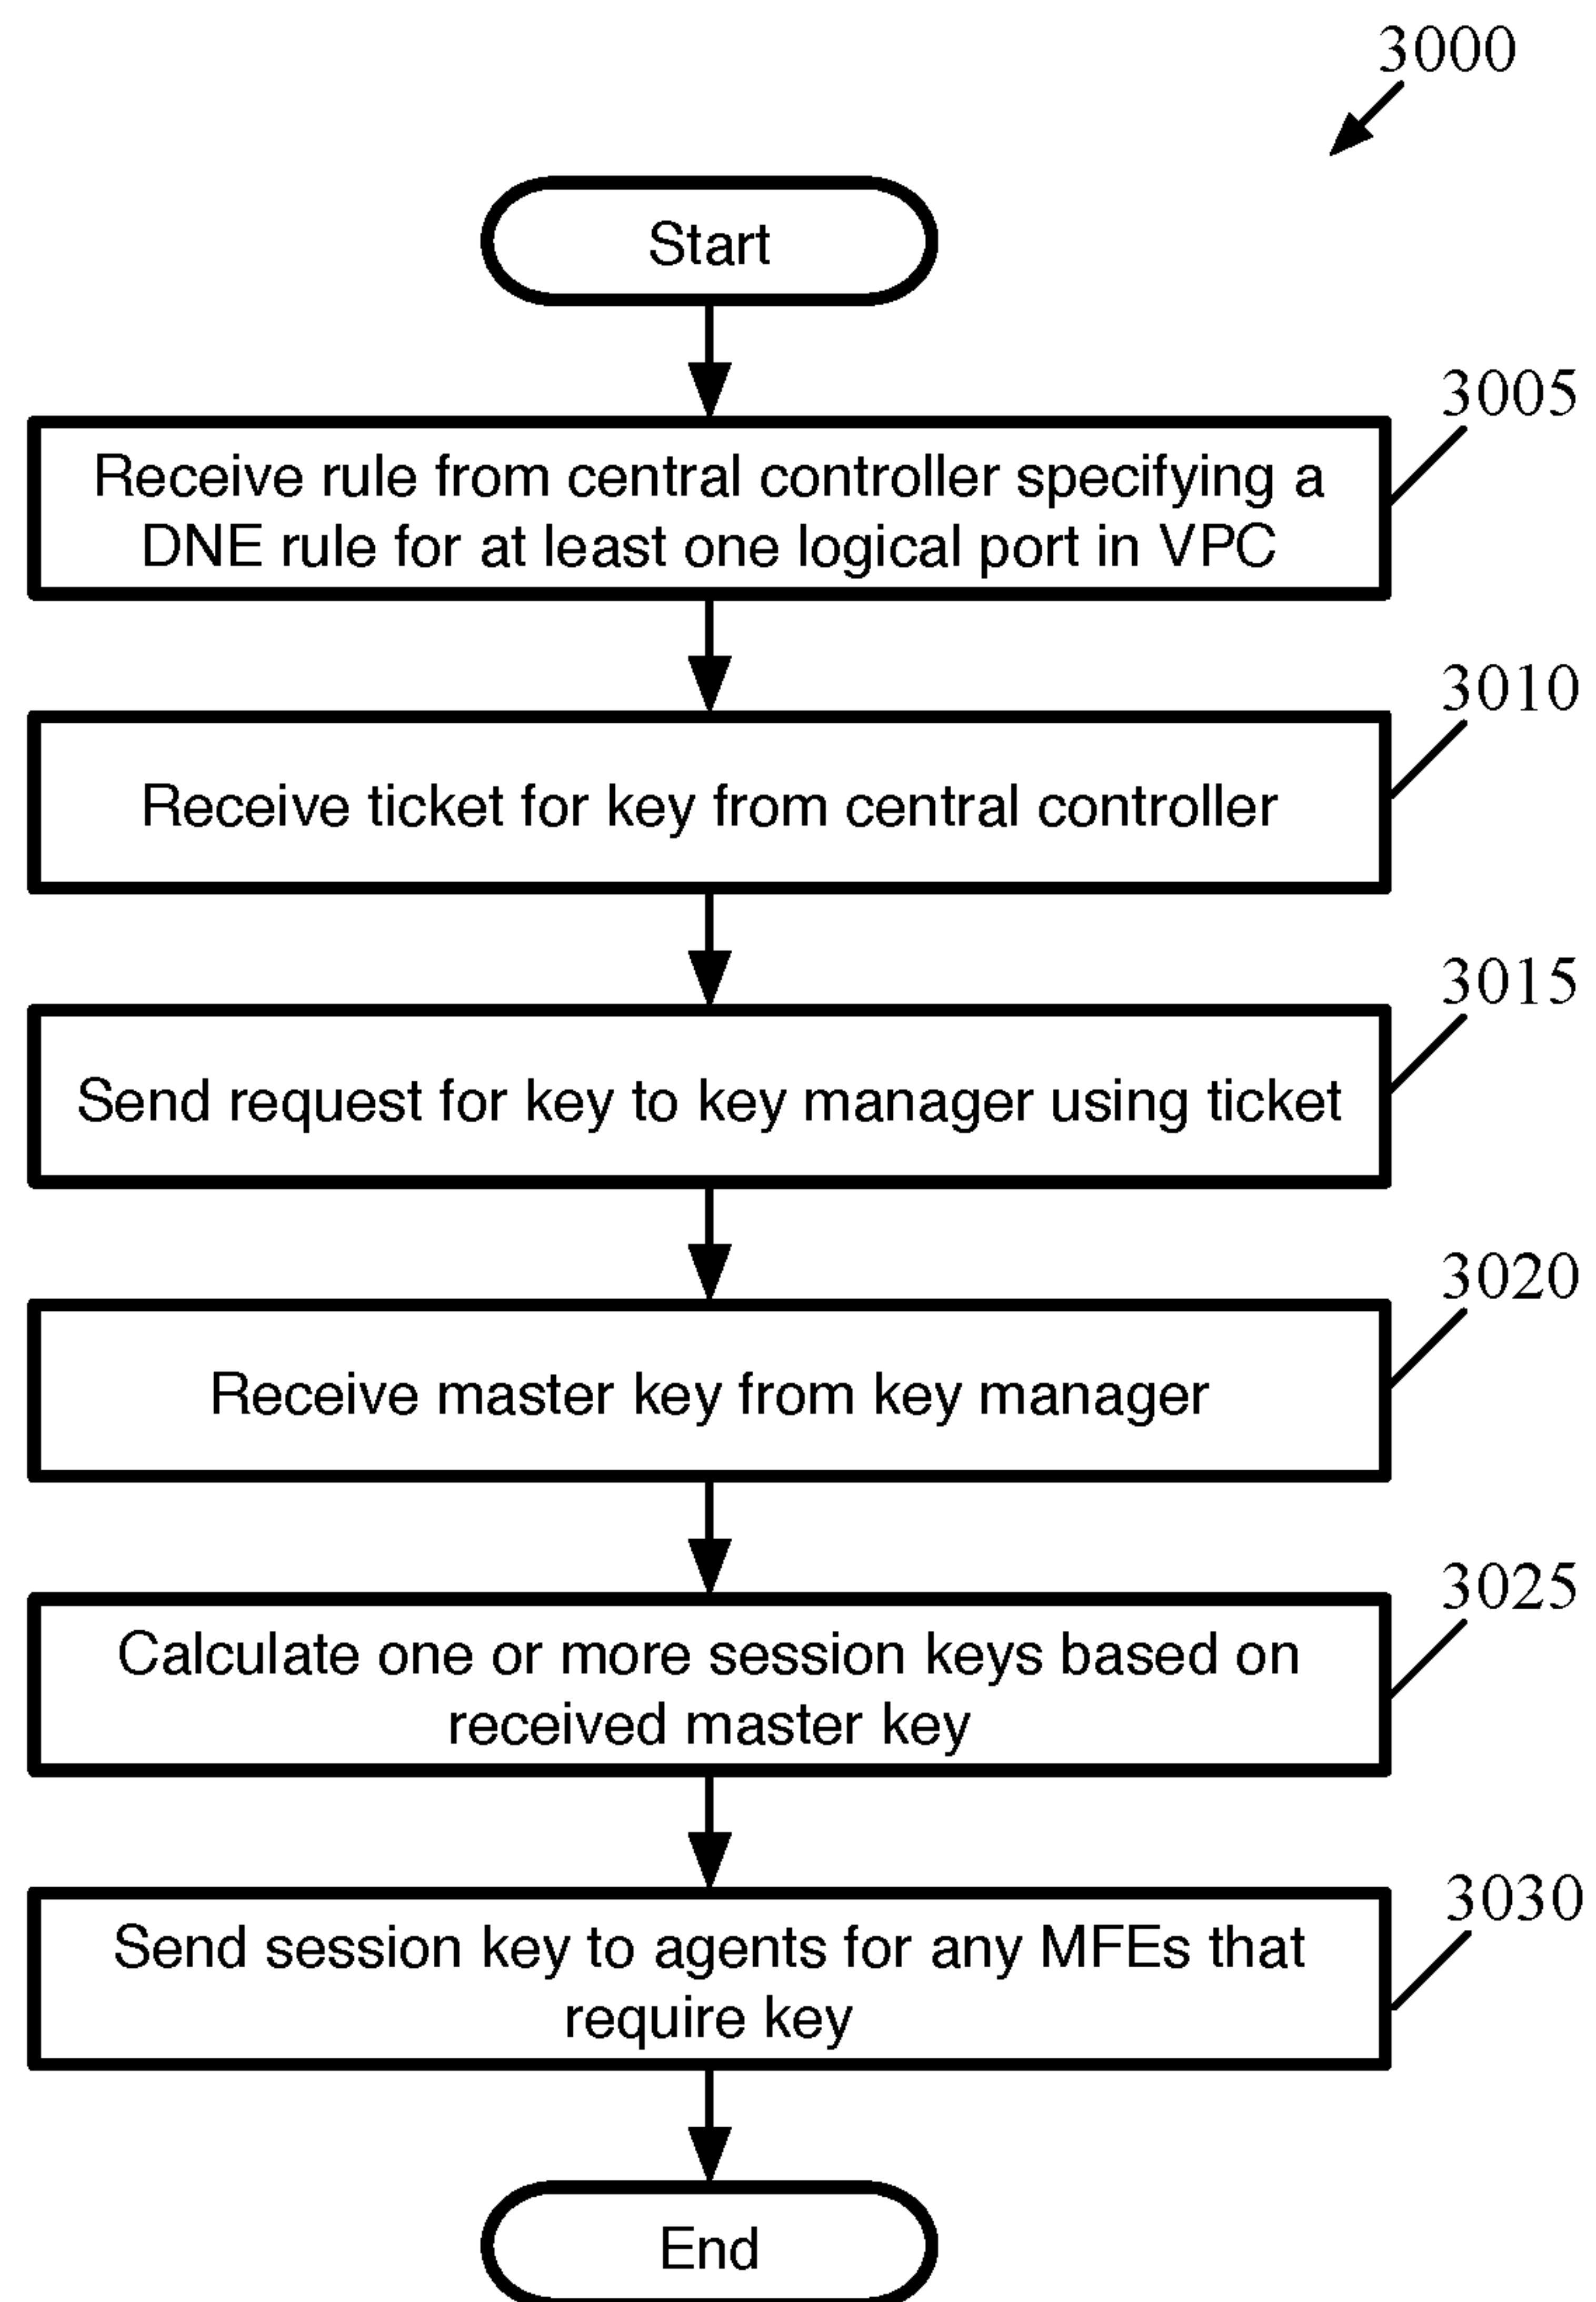 3000
Start
3005
Receive rule from central controller specifying a
DNE rule for at least one logical port in VPC
3010
Receive ticket for key from central controller
3015
Send request for key to key manager using ticket
3020
Receive master key from key manager
3025
Calculate one or more session keys based on
received master key
3030
Send session key to agents for any MFEs that
require key
End